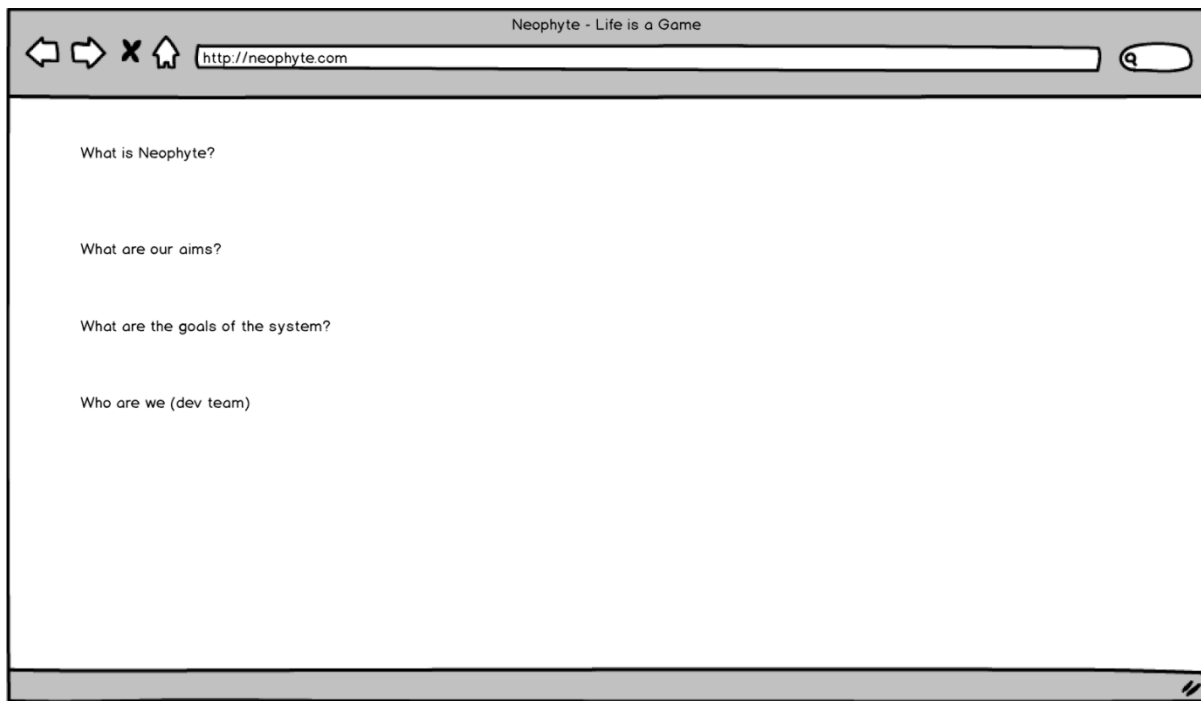 Neophyte - Life is a Game
http://neophyte.com
What is Neophyte?
What are our aims?
What are the goals of the system?
Who are we (dev team)